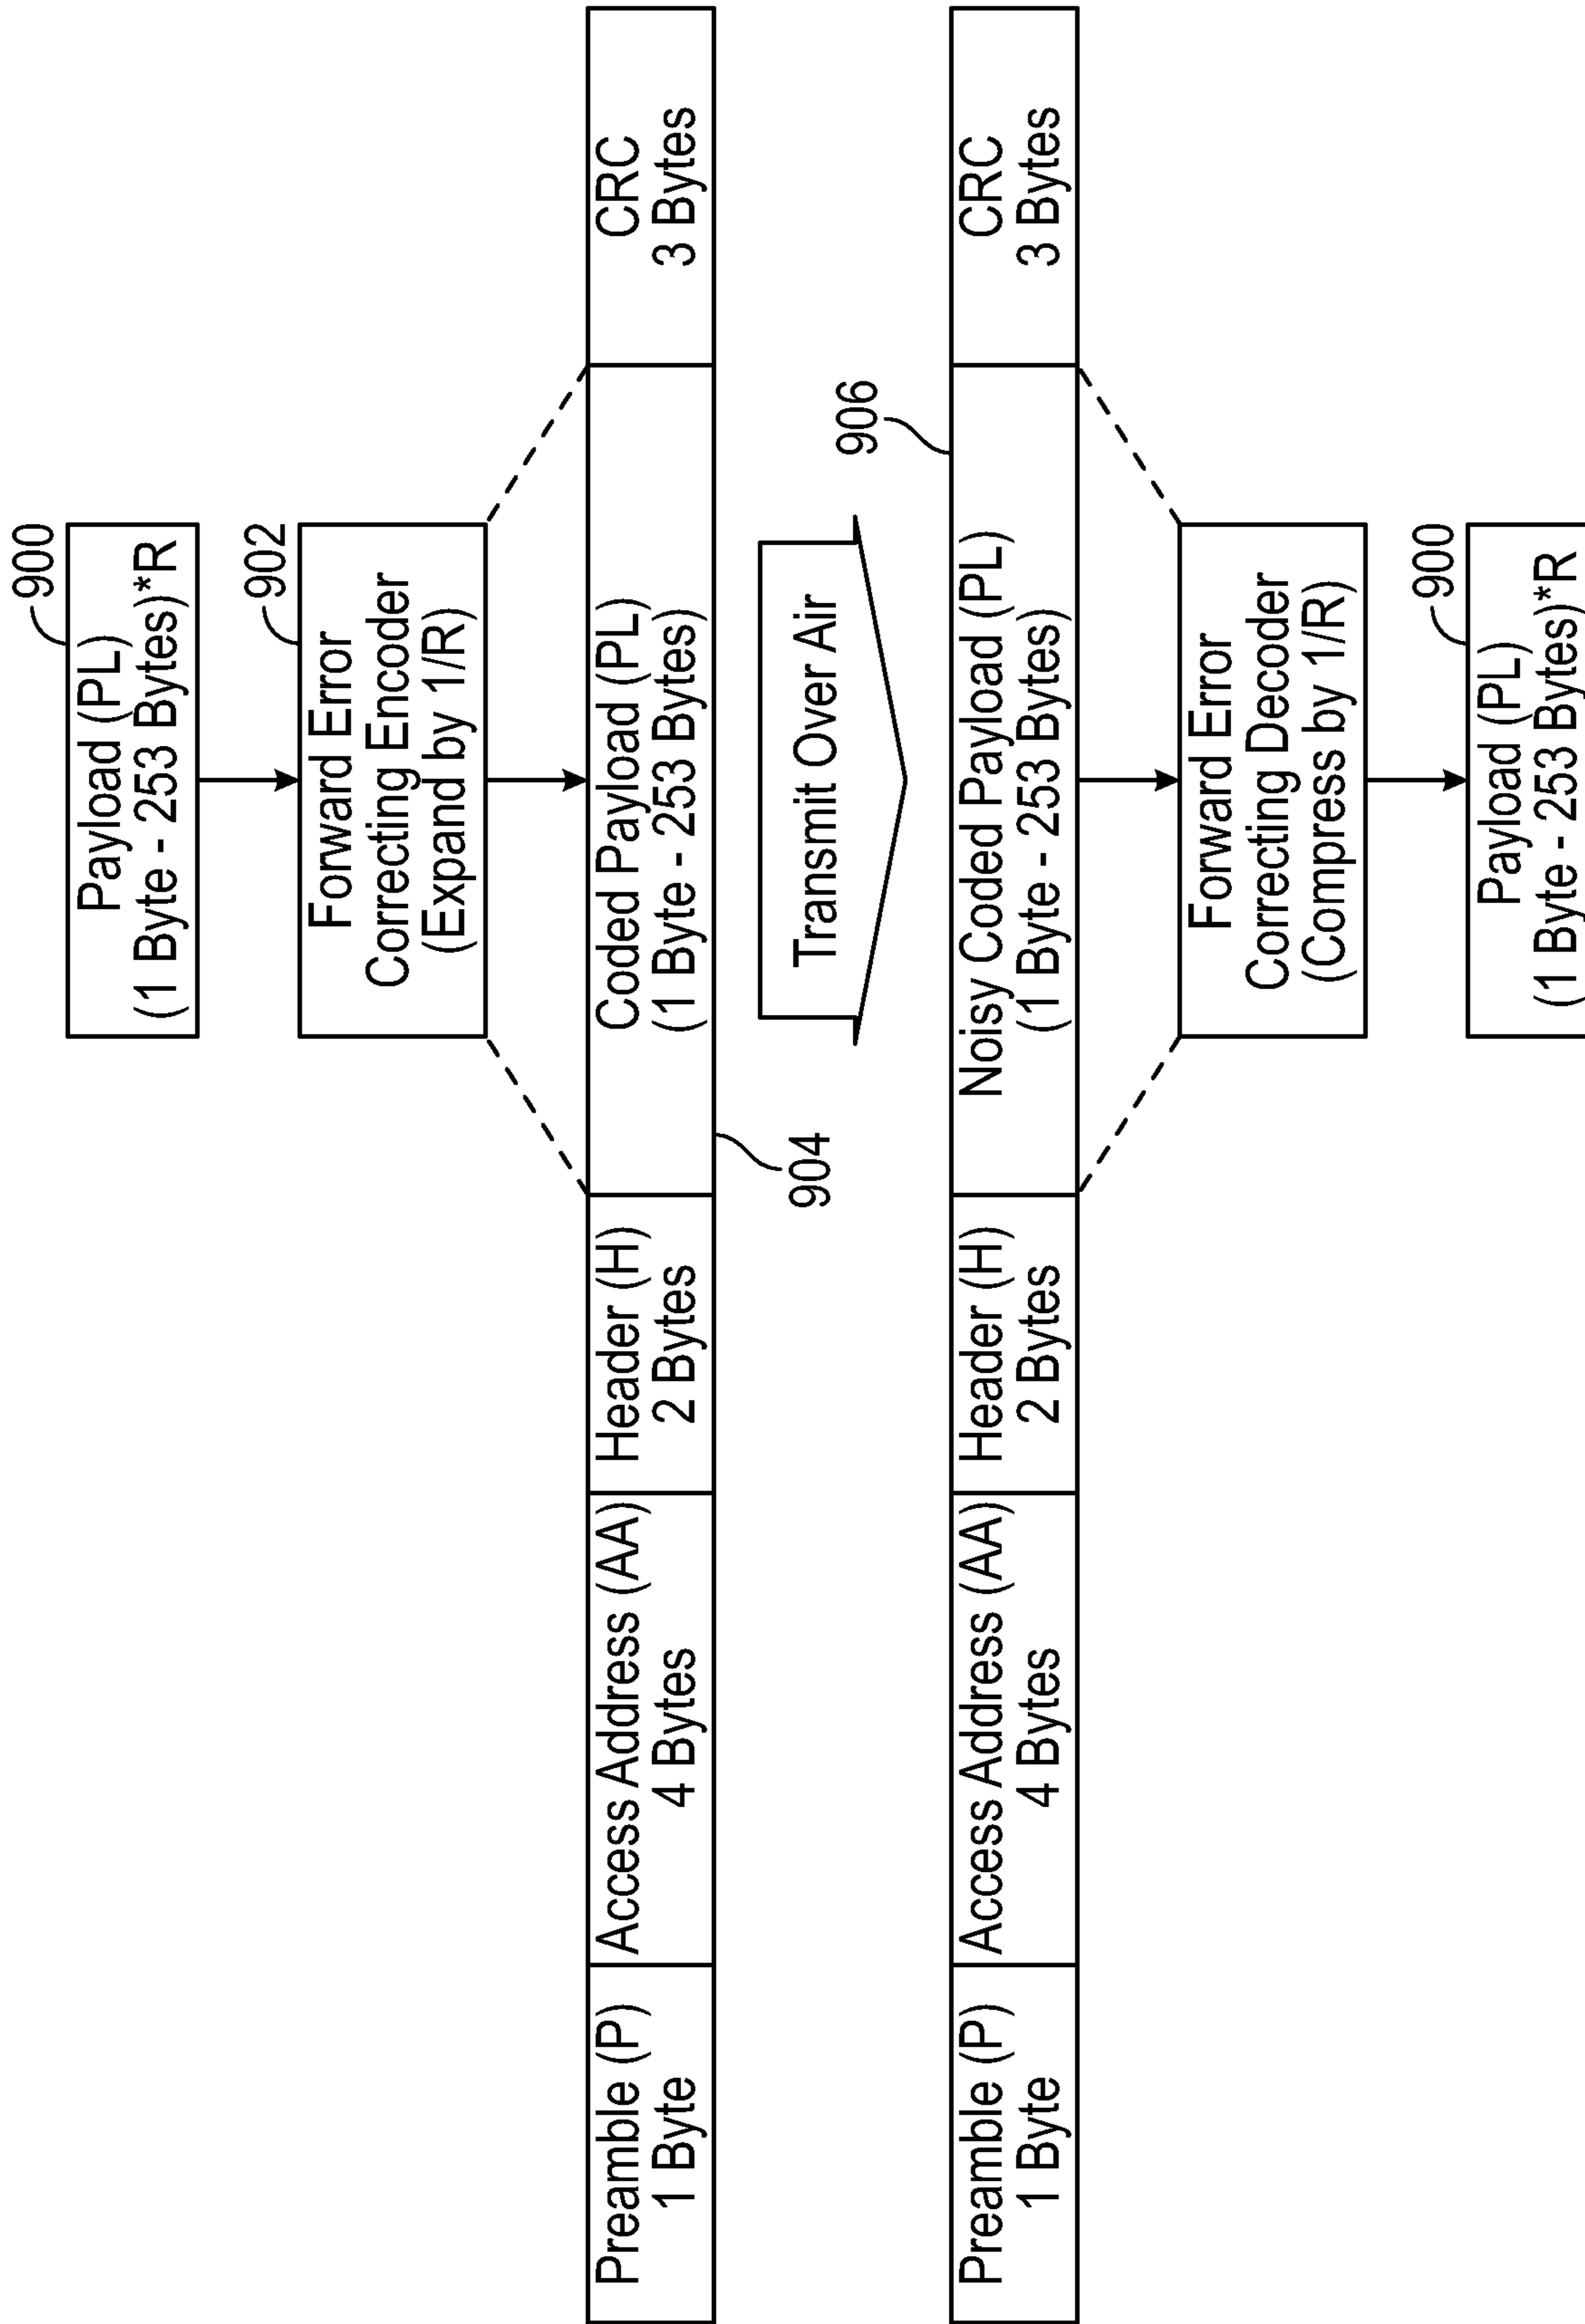 900
Payload (PL)
(1 Byte - 253 Bytes)*R
902
Forward Error
Correcting Encoder
(Expand by 1/R)
Preamble (P)
1 Byte
Access Address (AA)
4 Bytes
Header (H)
2 Bytes
Coded Payload (PL)
(1 Byte - 253 Bytes)
CRC
3 Bytes
904
Transmit Over Air
906
Preamble (P)
1 Byte
Access Address (AA)
4 Bytes
Header (H)
2 Bytes
Noisy Coded Payload (PL)
(1 Byte - 253 Bytes)
CRC
3 Bytes
Forward Error
Correcting Decoder
(Compress by 1/R)
900
Payload (PL)
(1 Byte - 253 Bytes)*R